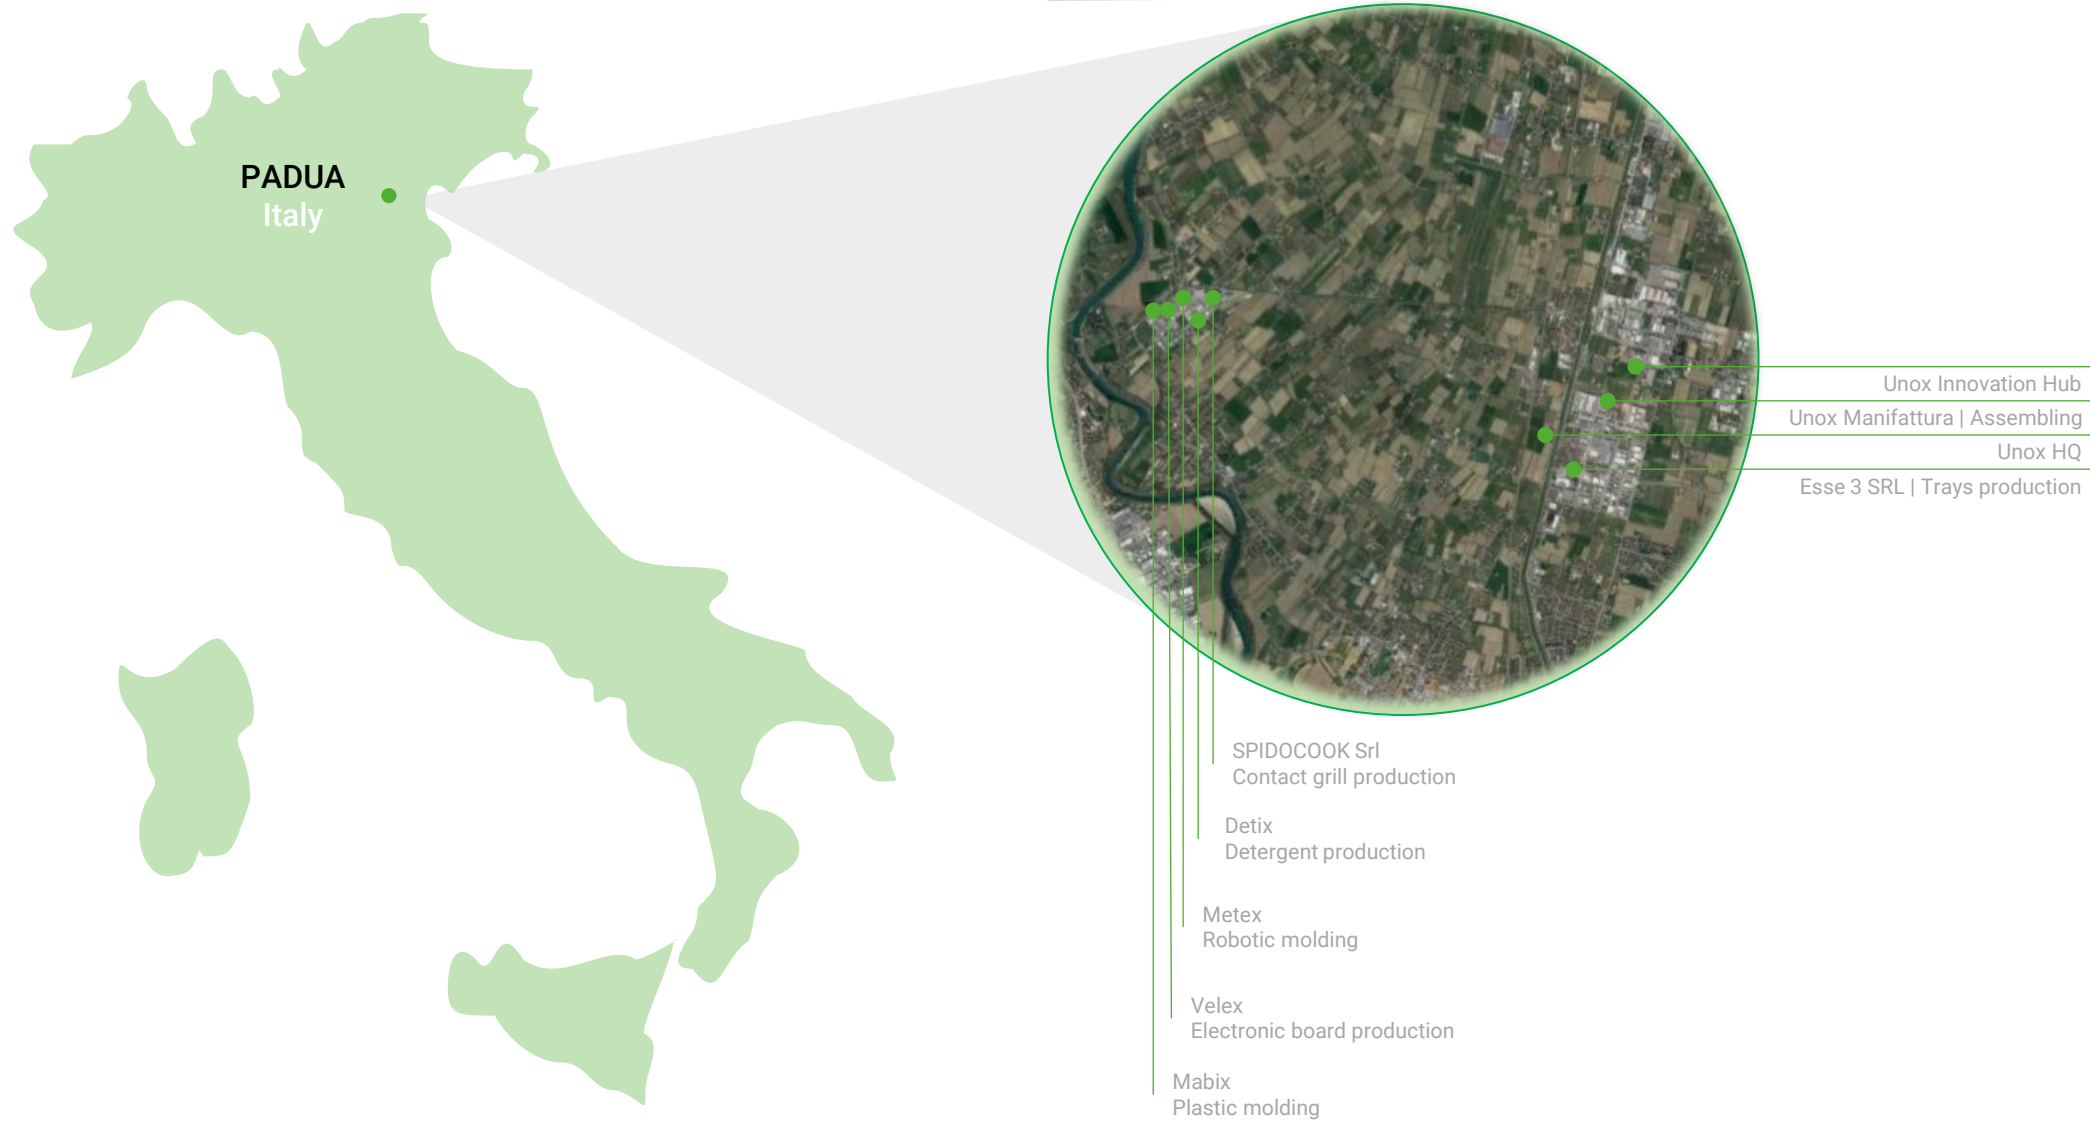 PADUA
Italy
Unox Innovation Hub
Unox Manifattura | Assembling
Unox HQ
Esse 3 SRL | Trays production
SPIDOCOOK Srl
Contact grill production
Detix
Detergent production
Metex
Robotic molding
Velex
Electronic board production
Mabix
Plastic molding